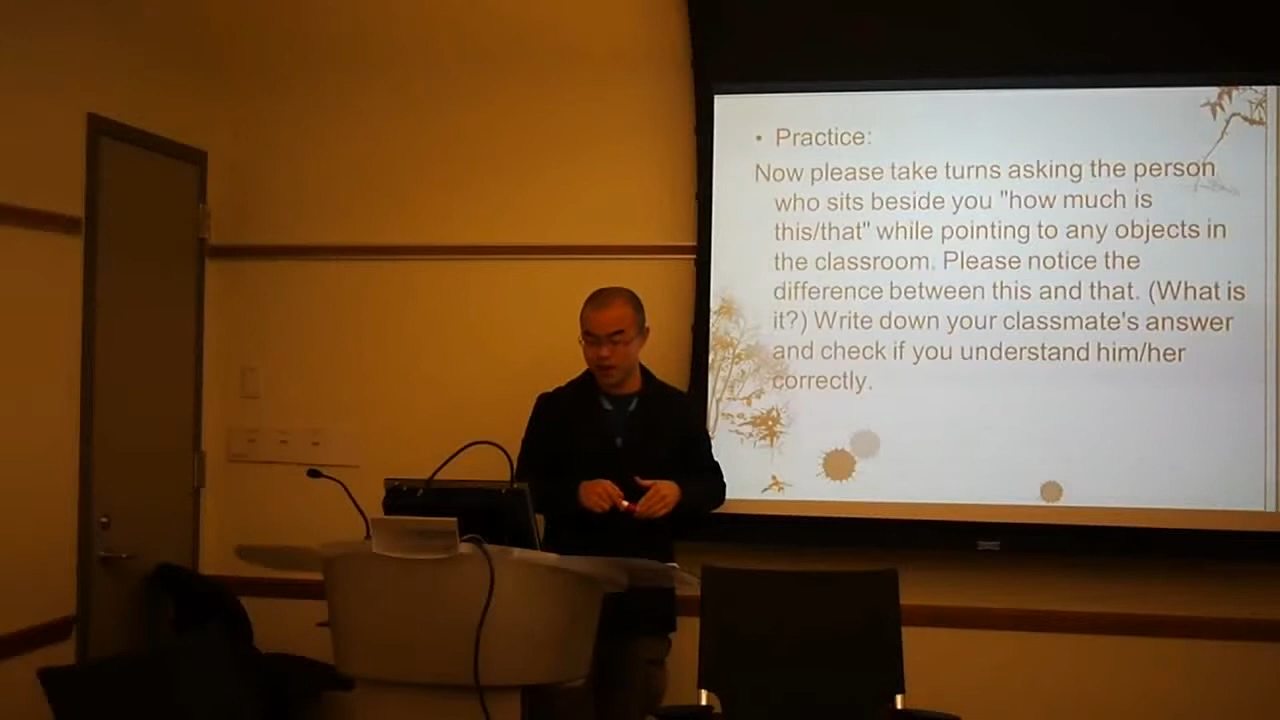 • Practice:
Now please take turns asking the person
who sits beside you "how much is
this/that" while pointing to any objects in
the classroom. Please notice the
difference between this and that. (What is
it?) Write down your classmate's answer
and check if you understand him/her
correctly.